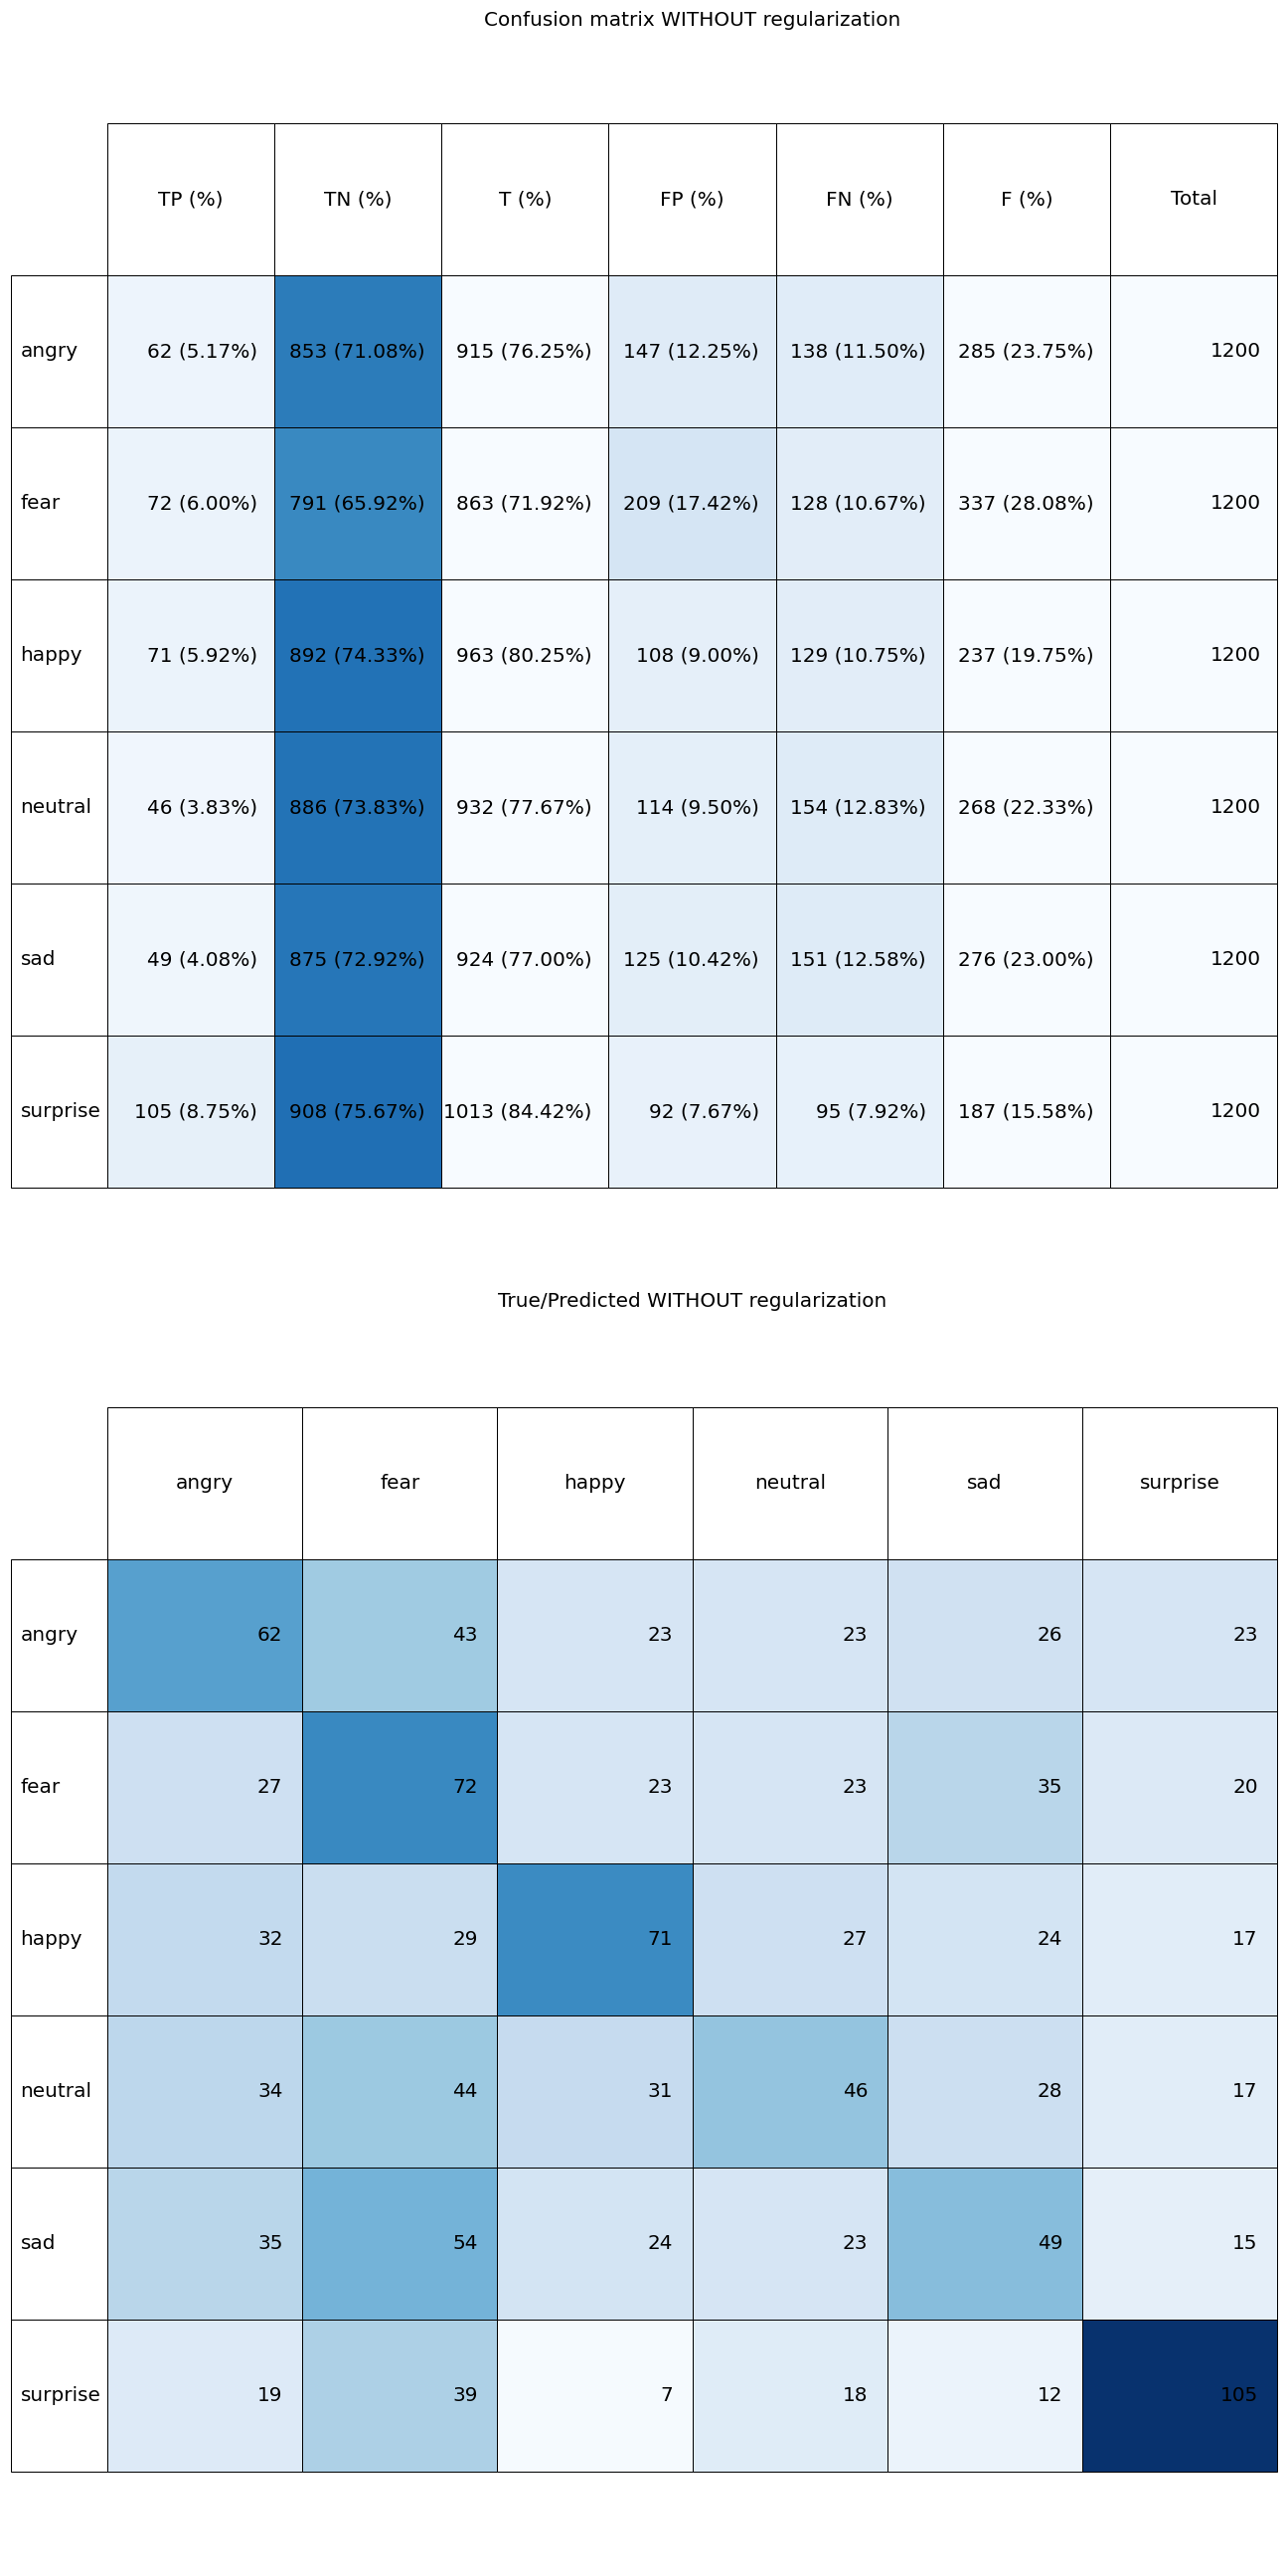 Confusion matrix WITHOUT regularization
TP (%) TN (%) T (%) FP (%) FN (%) F (%) Total
angry 62 (5.17%) 853 (71.08%) 915 (76.25%) 147 (12.25%) 138 (11.50%) 285 (23.75%) 1200
fear 72 (6.00%) 791 (65.92%) 863 (71.92%) 209 (17.42%) 128 (10.67%) 337 (28.08%) 1200
happy 71 (5.92%) 892 (74.33%) 963 (80.25%) 108 (9.00%) 129 (10.75%) 237 (19.75%) 1200
neutral 46 (3.83%) 886 (73.83%) 932 (77.67%) 114 (9.50%) 154 (12.83%) 268 (22.33%) 1200
sad 49 (4.08%) 875 (72.92%) 924 (77.00%) 125 (10.42%) 151 (12.58%) 276 (23.00%) 1200
surprise 105 (8.75%) 908 (75.67%) 1013 (84.42%) 92 (7.67%) 95 (7.92%) 187 (15.58%) 1200
True/Predicted WITHOUT regularization
angry fear happy neutral sad surprise
angry 62 43 23 23 26 23
fear 27 72 23 23 35 20
happy 32 29 71 27 24 17
neutral 34 44 31 46 28 17
sad 35 54 24 23 49 15
surprise 19 39 7 18 12 105